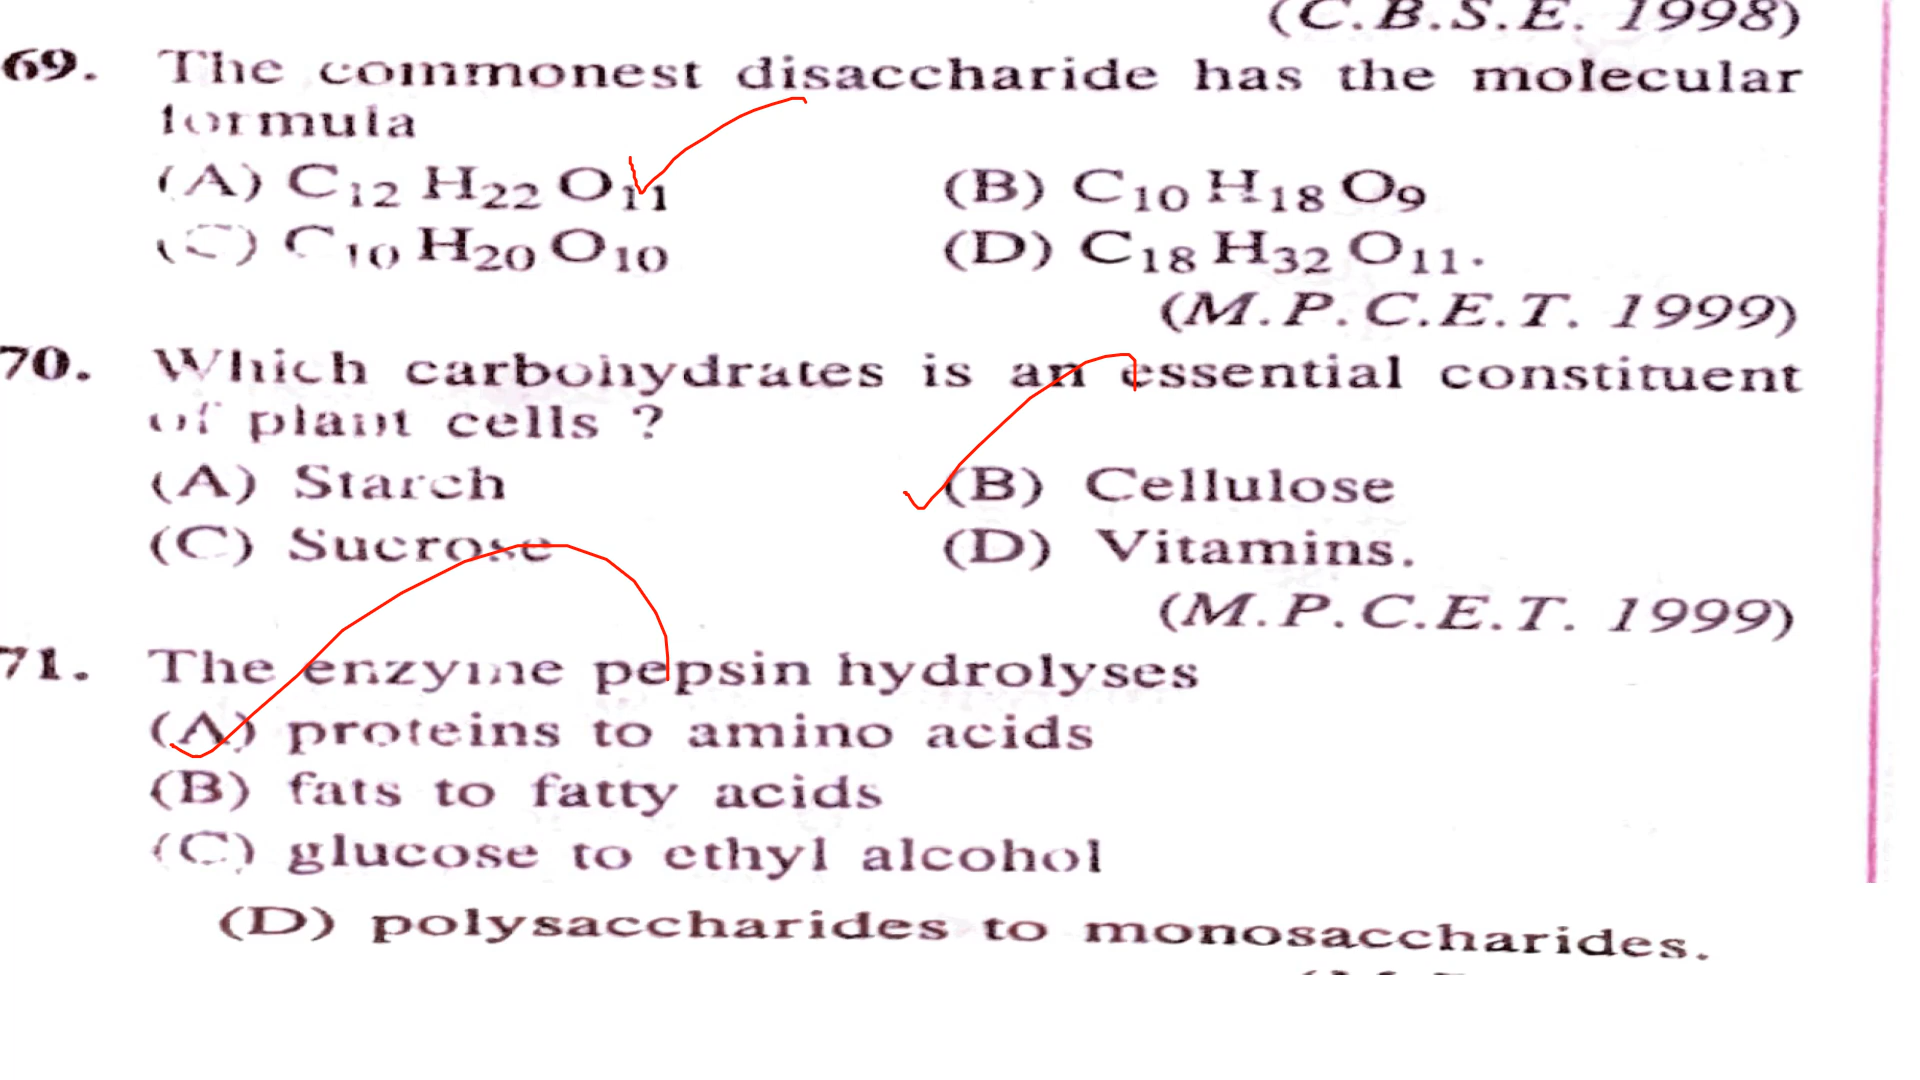 (C.B.S.E. 1998)
69. The commonest disaccharide has the molecular
formula
(A) C₁₂ H₂₂ O₁₁ (B) C₁₀ H₁₈ O₉
(C) C₁₀ H₂₀ O₁₀ (D) C₁₈ H₃₂ O₁₁.
(M.P.C.E.T. 1999)
70. Which carbohydrates is an essential constituent
of plant cells ?
(A) Starch (B) Cellulose
(C) Sucrose (D) Vitamins.
(M.P.C.E.T. 1999)
71. The enzyme pepsin hydrolyses
(A) proteins to amino acids
(B) fats to fatty acids
(C) glucose to ethyl alcohol
(D) polysaccharides to monosaccharides.